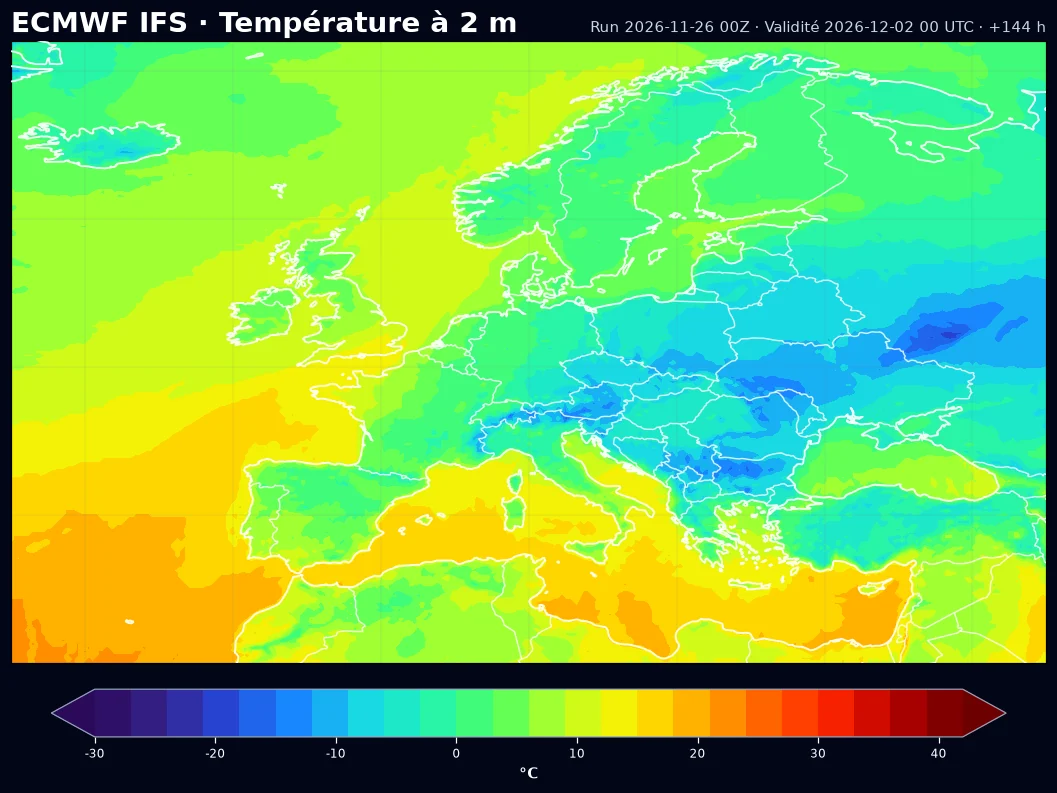 ECMWF IFS · Température à 2 m
Run 2026-11-26 00Z · Validité 2026-12-02 00 UTC · +144 h
-30 -20 -10 0 10 20 30 40
°C